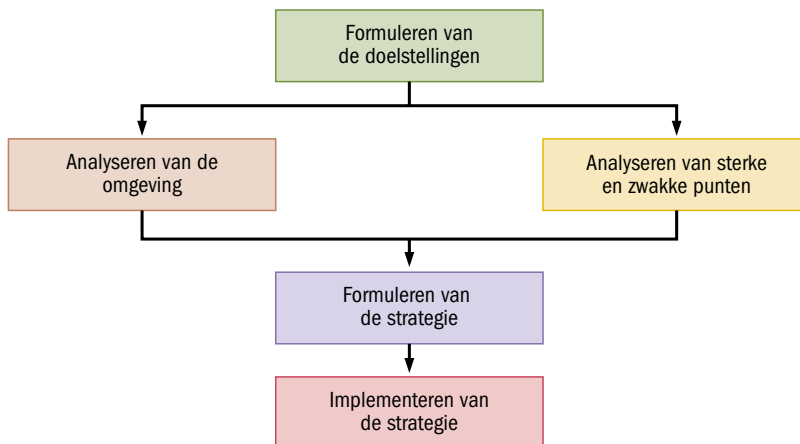 Formuleren van
de doelstellingen
Analyseren van de
omgeving
Analyseren van sterke
en zwakke punten
Formuleren van
de strategie
Implementeren van
de strategie